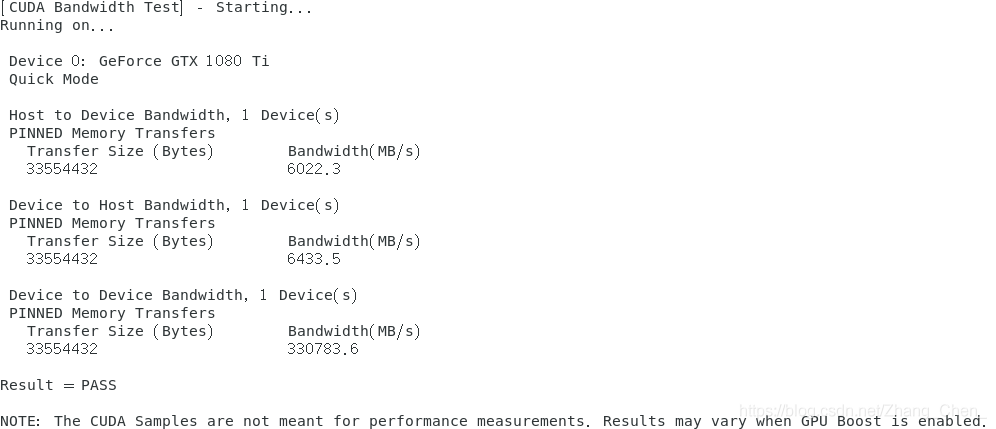 [CUDA Bandwidth Test] - Starting...
Running on...
Device 0: GeForce GTX 1080 Ti
Quick Mode
Host to Device Bandwidth, 1 Device(s)
PINNED Memory Transfers
Transfer Size (Bytes) Bandwidth(MB/s)
33554432 6022.3
Device to Host Bandwidth, 1 Device(s)
PINNED Memory Transfers
Transfer Size (Bytes) Bandwidth(MB/s)
33554432 6433.5
Device to Device Bandwidth, 1 Device(s)
PINNED Memory Transfers
Transfer Size (Bytes) Bandwidth(MB/s)
33554432 330783.6
Result = PASS
https://blog.csdn.net/Zhang_Chen_
NOTE: The CUDA Samples are not meant for performance measurements. Results may vary when GPU Boost is enabled.